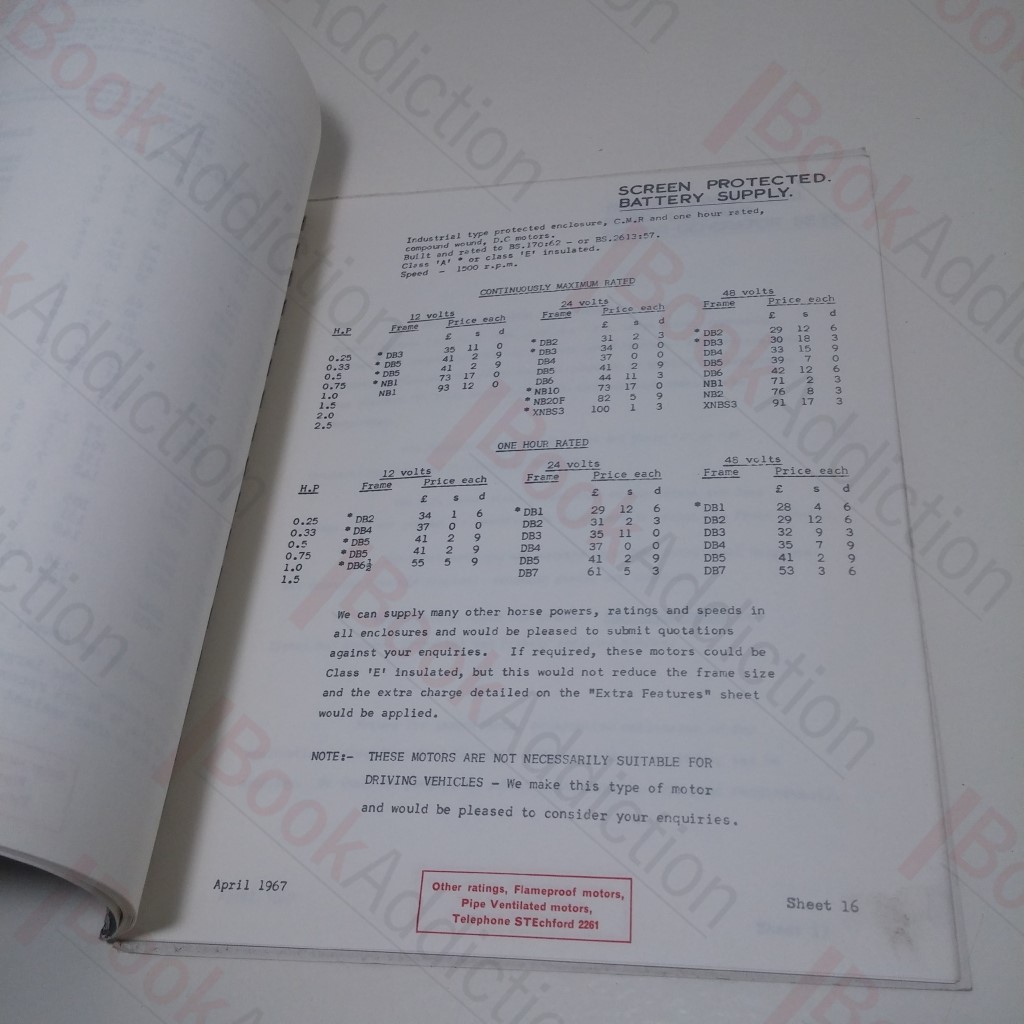 SCREEN PROTECTED.
BATTERY SUPPLY.
Industrial type protected enclosure, C.M.R and one hour rated,
compound wound, D.C motors.
Built and rated to BS.170:62 - or BS.2613:57.
Class 'A' * or class 'E' insulated.
Speed - 1500 r.p.m.
CONTINUOUSLY MAXIMUM RATED
12 volts 24 volts 48 volts
H.P Frame Price each Frame Price each Frame Price each
£ s d £ s d £ s d
0.25 * DB3 35 11 0 * DB2 31 2 3 * DB2 29 12 6
0.33 * DB5 41 2 9 * DB3 34 0 0 * DB3 30 18 3
0.5 * DB5 41 2 9 DB4 37 0 0 DB4 33 15 9
0.75 * NB1 73 17 0 DB5 41 2 9 DB5 39 7 0
1.0 NB1 93 12 0 DB6 44 11 3 DB6 42 12 6
1.5 * NB10 73 17 0 NB1 71 2 3
2.0 * NB20F 82 5 9 NB2 76 8 3
2.5 * XNBS3 100 1 3 XNBS3 91 17 3
ONE HOUR RATED
12 volts 24 volts 48 volts
H.P Frame Price each Frame Price each Frame Price each
£ s d £ s d £ s d
0.25 * DB2 34 1 6 * DB1 29 12 6 * DB1 28 4 6
0.33 * DB4 37 0 0 DB2 31 2 3 DB2 29 12 6
0.5 * DB5 41 2 9 DB3 35 11 0 DB3 32 9 3
0.75 * DB5 41 2 9 DB4 37 0 0 DB4 35 7 9
1.0 * DB6½ 55 5 9 DB5 41 2 9 DB5 41 2 9
1.5 DB7 61 5 3 DB7 53 3 6
We can supply many other horse powers, ratings and speeds in
all enclosures and would be pleased to submit quotations
against your enquiries. If required, these motors could be
Class 'E' insulated, but this would not reduce the frame size
and the extra charge detailed on the "Extra Features" sheet
would be applied.
NOTE:- THESE MOTORS ARE NOT NECESSARILY SUITABLE FOR
DRIVING VEHICLES - We make this type of motor
and would be pleased to consider your enquiries.
April 1967
Other ratings, Flameproof motors,
Pipe Ventilated motors,
Telephone STEchford 2261
Sheet 16
BookAddiction